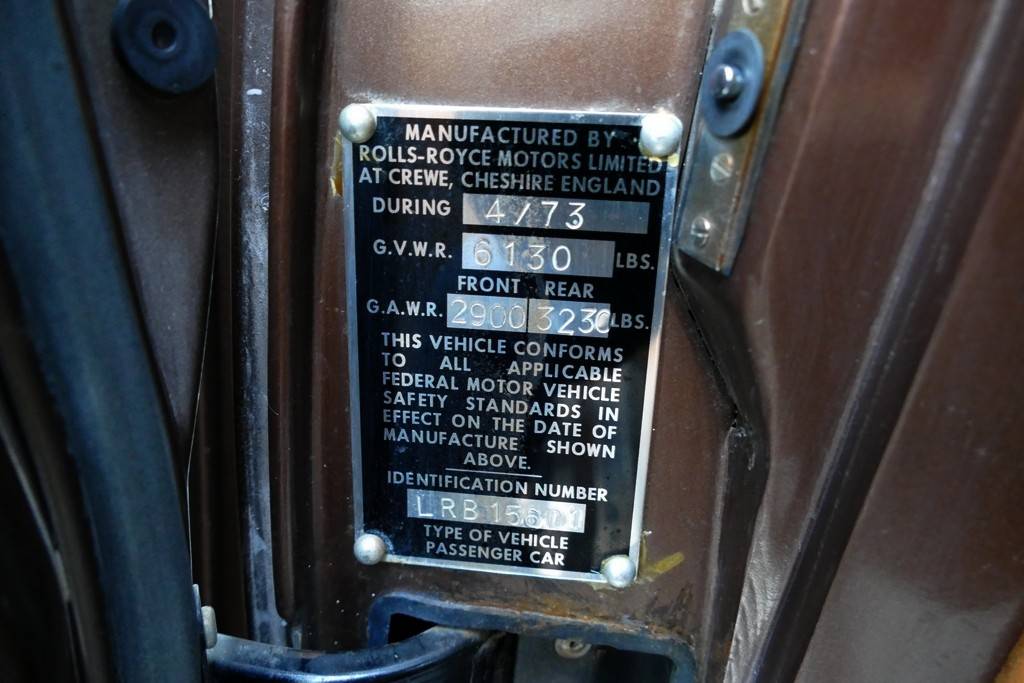 MANUFACTURED BY
ROLLS-ROYCE MOTORS LIMITED
AT CREWE, CHESHIRE ENGLAND
DURING 4/73
G.V.W.R. 6130 LBS.
FRONT REAR
G.A.W.R. 2900 3230 LBS.
THIS VEHICLE CONFORMS
TO ALL APPLICABLE
FEDERAL MOTOR VEHICLE
SAFETY STANDARDS IN
EFFECT ON THE DATE OF
MANUFACTURE SHOWN
ABOVE.
IDENTIFICATION NUMBER
LRB
TYPE OF VEHICLE
PASSENGER CAR